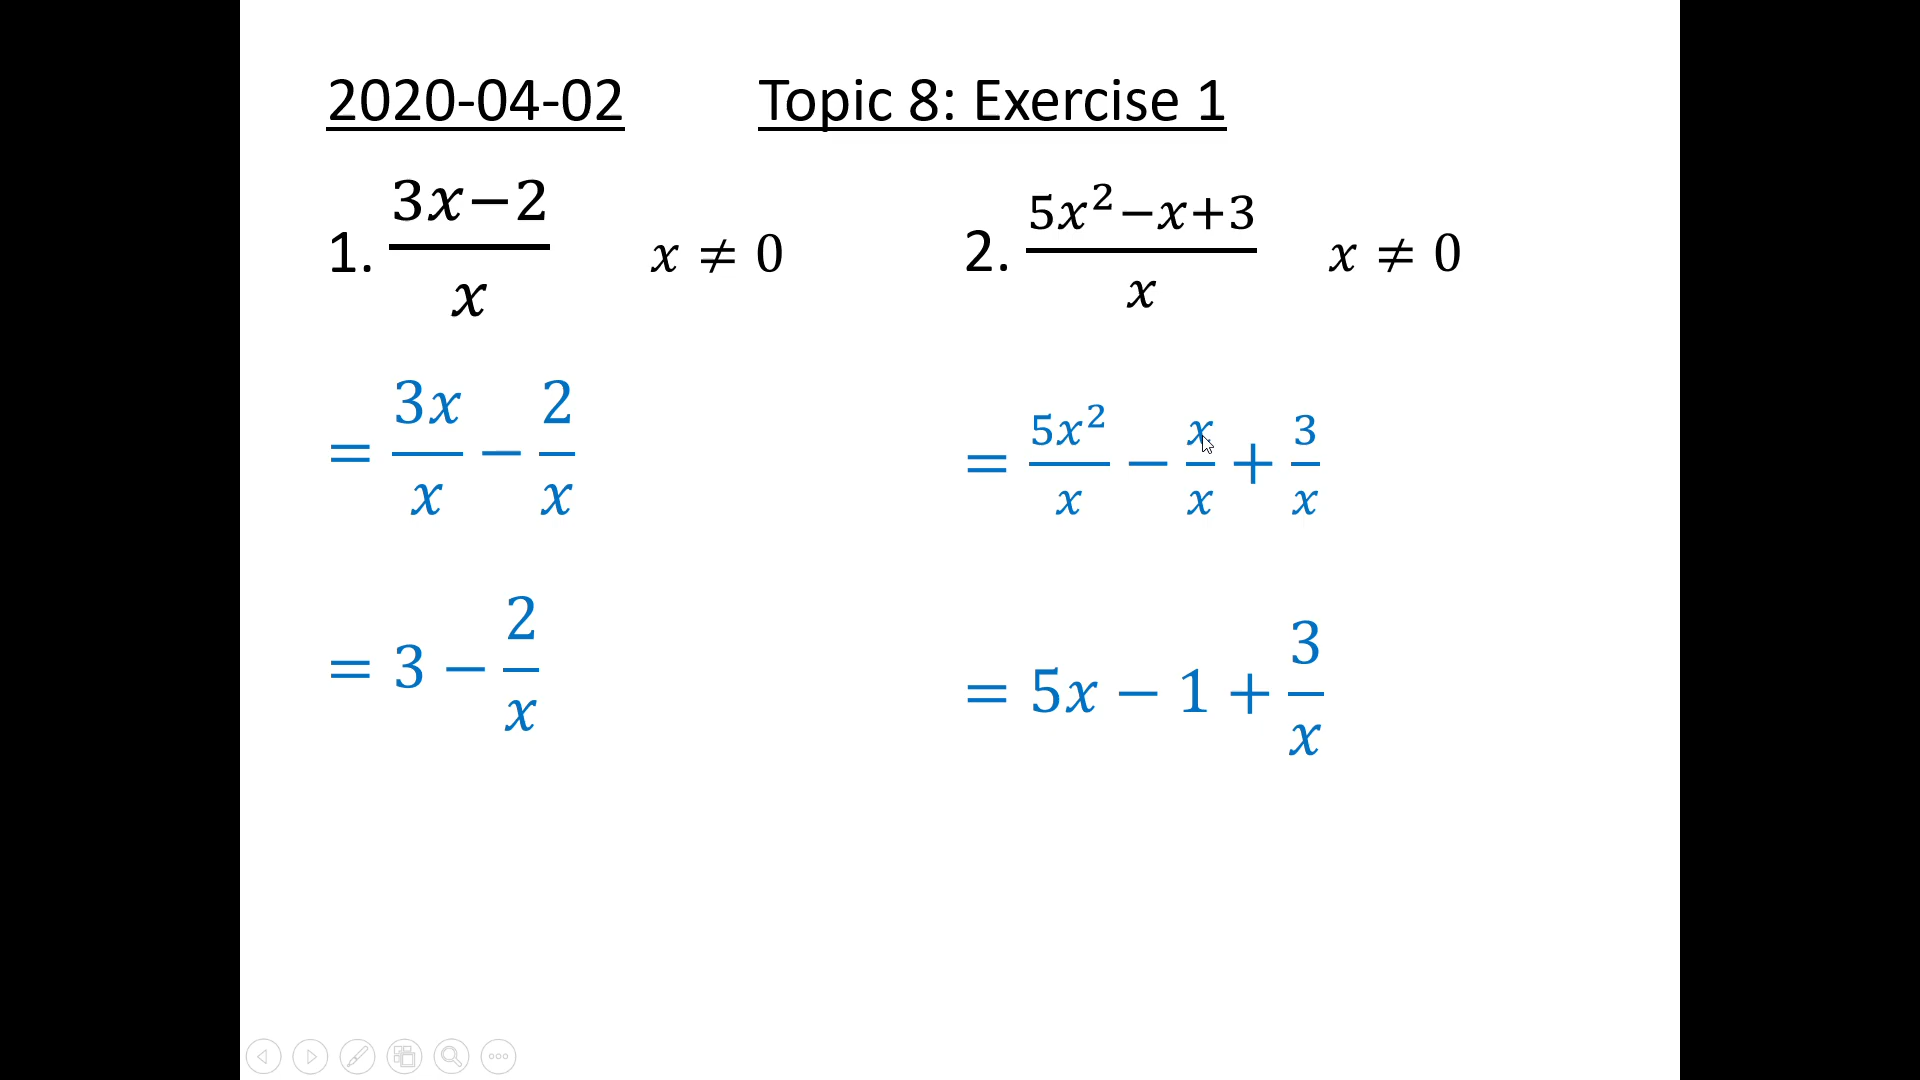 2020-04-02 Topic 8: Exercise 1
1. (3x−2)/x x ≠ 0
= 3x/x − 2/x
= 3 − 2/x
2. (5x²−x+3)/x x ≠ 0
= 5x²/x − x/x + 3/x
= 5x − 1 + 3/x